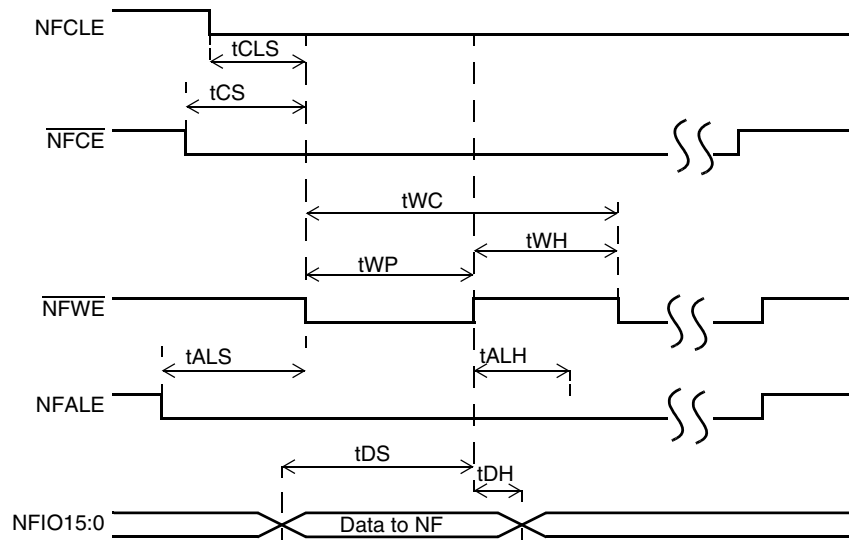 NFCLE
tCLS
tCS
NFCE
tWC
tWH
tWP
NFWE
tALS
tALH
NFALE
tDS
tDH
NFIO15:0
Data to NF